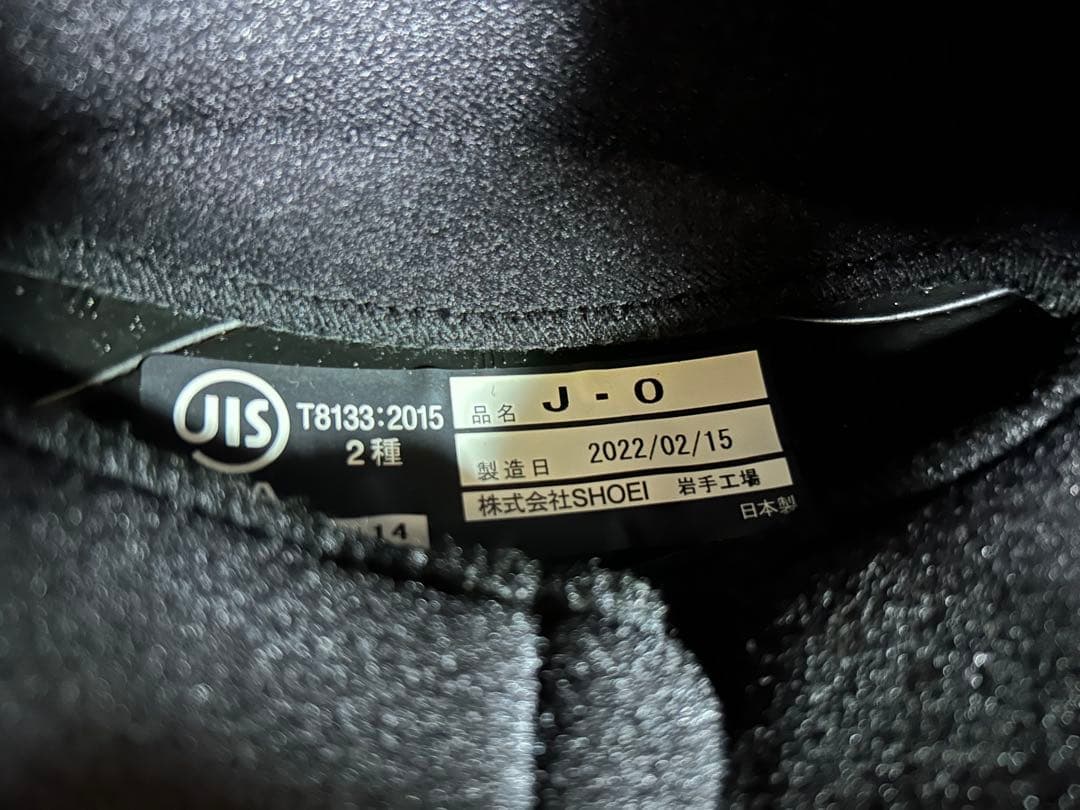 JIS T8133:2015
2種
品名 J - O
製造日 2022/02/15
株式会社SHOEI 岩手工場
日本製
14